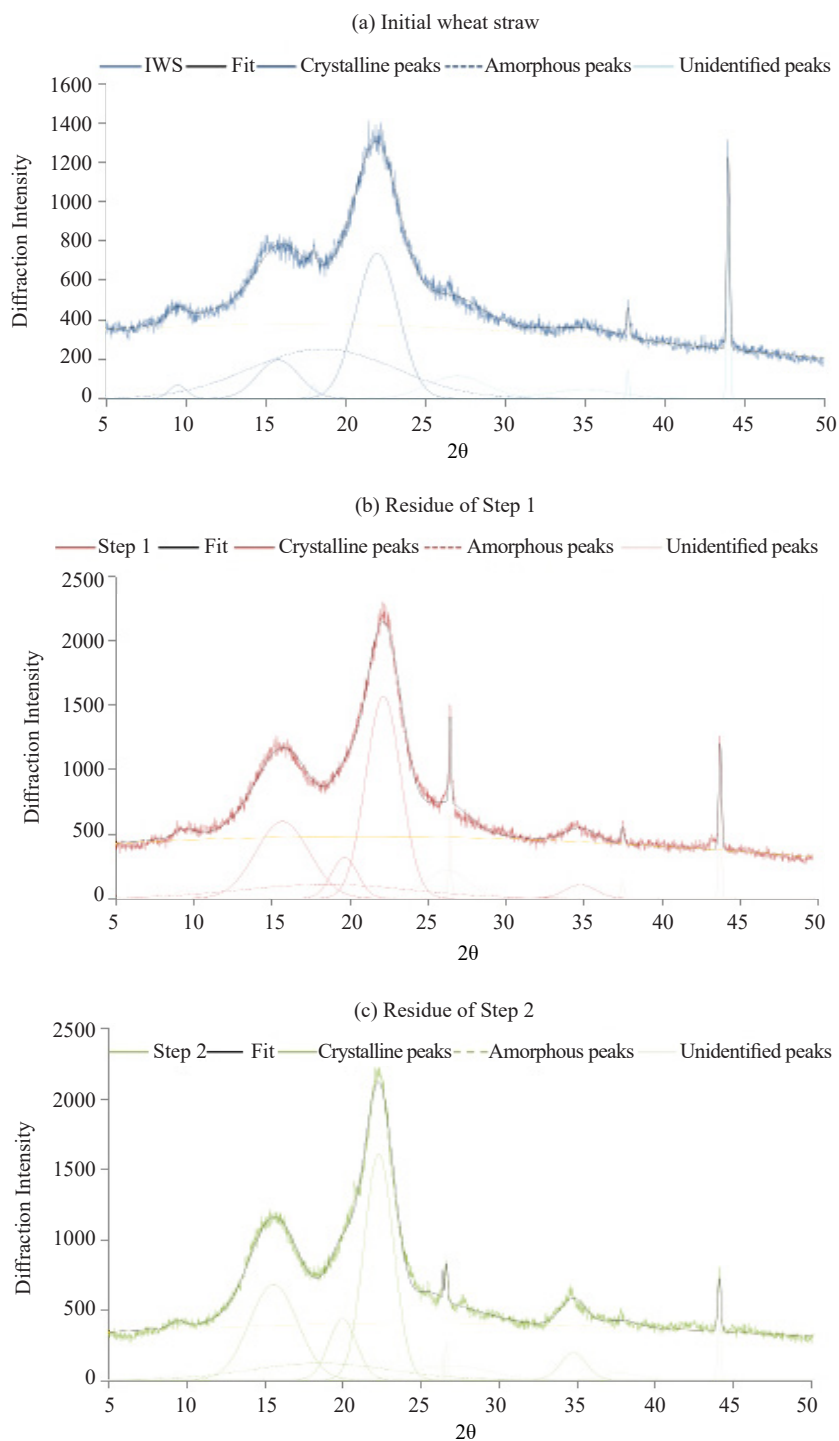 (a) Initial wheat straw
IWS Fit Crystalline peaks Amorphous peaks Unidentified peaks
1600
1400
1200
1000
800
600
400
200
0
Diffraction Intensity
5 10 15 20 25 30 35 40 45 50
2θ
(b) Residue of Step 1
Step 1 Fit Crystalline peaks Amorphous peaks Unidentified peaks
2500
2000
1500
1000
500
0
Diffraction Intensity
5 10 15 20 25 30 35 40 45 50
2θ
(c) Residue of Step 2
2500
Step 2 Fit Crystalline peaks Amorphous peaks Unidentified peaks
2000
1500
1000
500
0
Diffraction Intensity
5 10 15 20 25 30 35 40 45 50
2θ